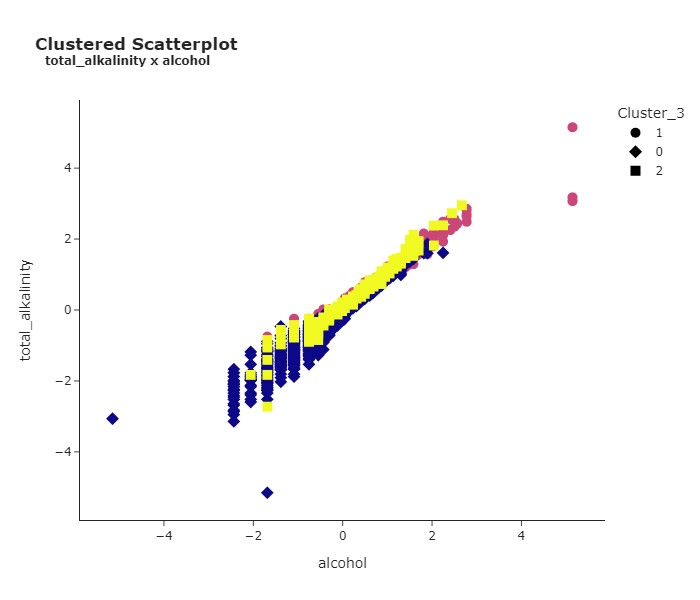 Clustered Scatterplot
total_alkalinity x alcohol
Cluster_3
1
0
2
4
2
0
−2
−4
total_alkalinity
−4
−2
0
2
4
alcohol